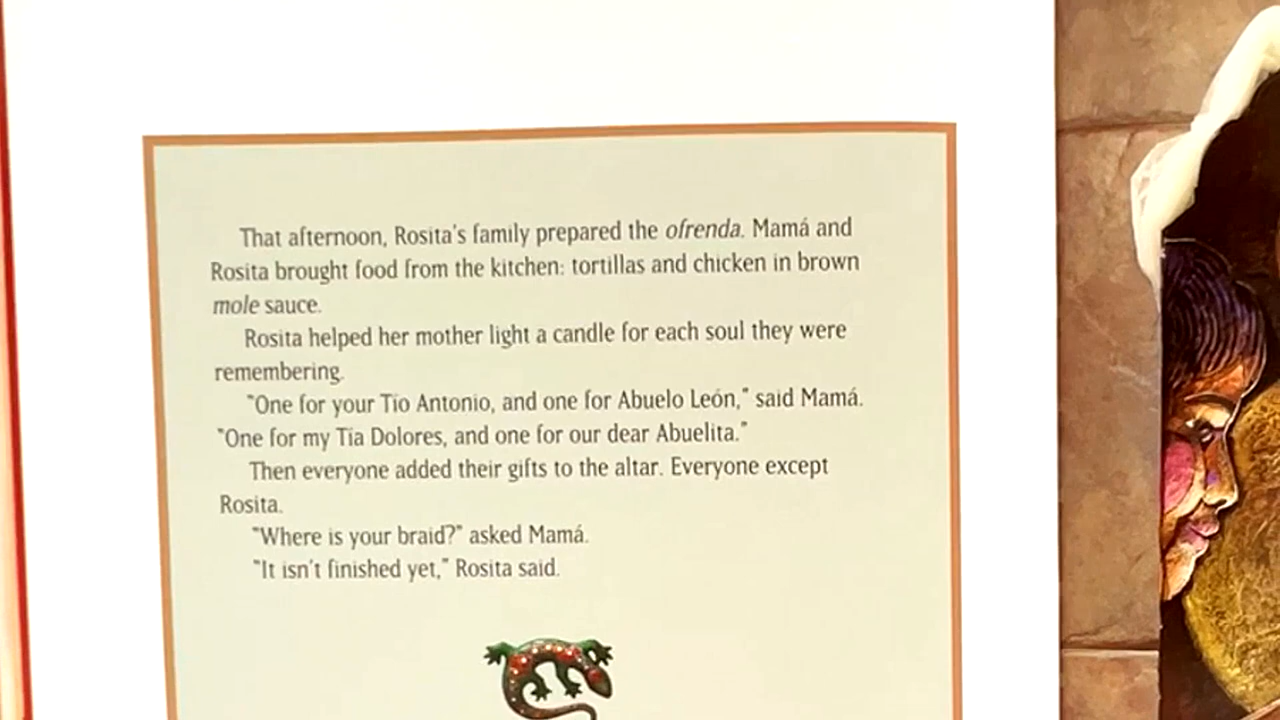 That afternoon, Rosita's family prepared the ofrenda. Mamá and
Rosita brought food from the kitchen: tortillas and chicken in brown
mole sauce.
Rosita helped her mother light a candle for each soul they were
remembering.
"One for your Tío Antonio, and one for Abuelo León," said Mamá.
"One for my Tía Dolores, and one for our dear Abuelita."
Then everyone added their gifts to the altar. Everyone except
Rosita.
"Where is your braid?" asked Mamá.
"It isn't finished yet," Rosita said.